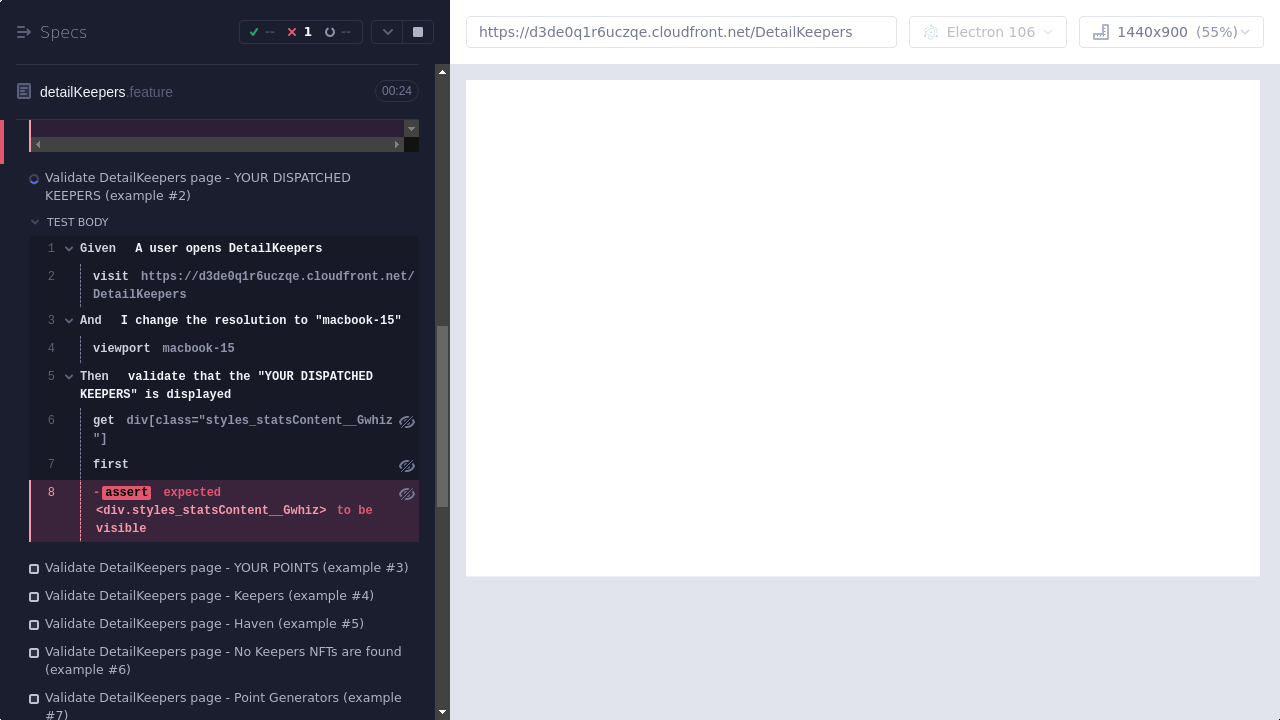 Specs
-- 1 --
https://d3de0q1r6uczqe.cloudfront.net/DetailKeepers
Electron 106
1440x900 (55%)
detailKeepers.feature
00:24
Validate DetailKeepers page - YOUR DISPATCHED
KEEPERS (example #2)
TEST BODY
1 Given A user opens DetailKeepers
2 visit https://d3de0q1r6uczqe.cloudfront.net/
DetailKeepers
3 And I change the resolution to "macbook-15"
4 viewport macbook-15
5 Then validate that the "YOUR DISPATCHED
KEEPERS" is displayed
6 get div[class="styles_statsContent__Gwhiz
"]
7 first
8 -assert expected
<div.styles_statsContent__Gwhiz> to be
visible
Validate DetailKeepers page - YOUR POINTS (example #3)
Validate DetailKeepers page - Keepers (example #4)
Validate DetailKeepers page - Haven (example #5)
Validate DetailKeepers page - No Keepers NFTs are found
(example #6)
Validate DetailKeepers page - Point Generators (example
#7)